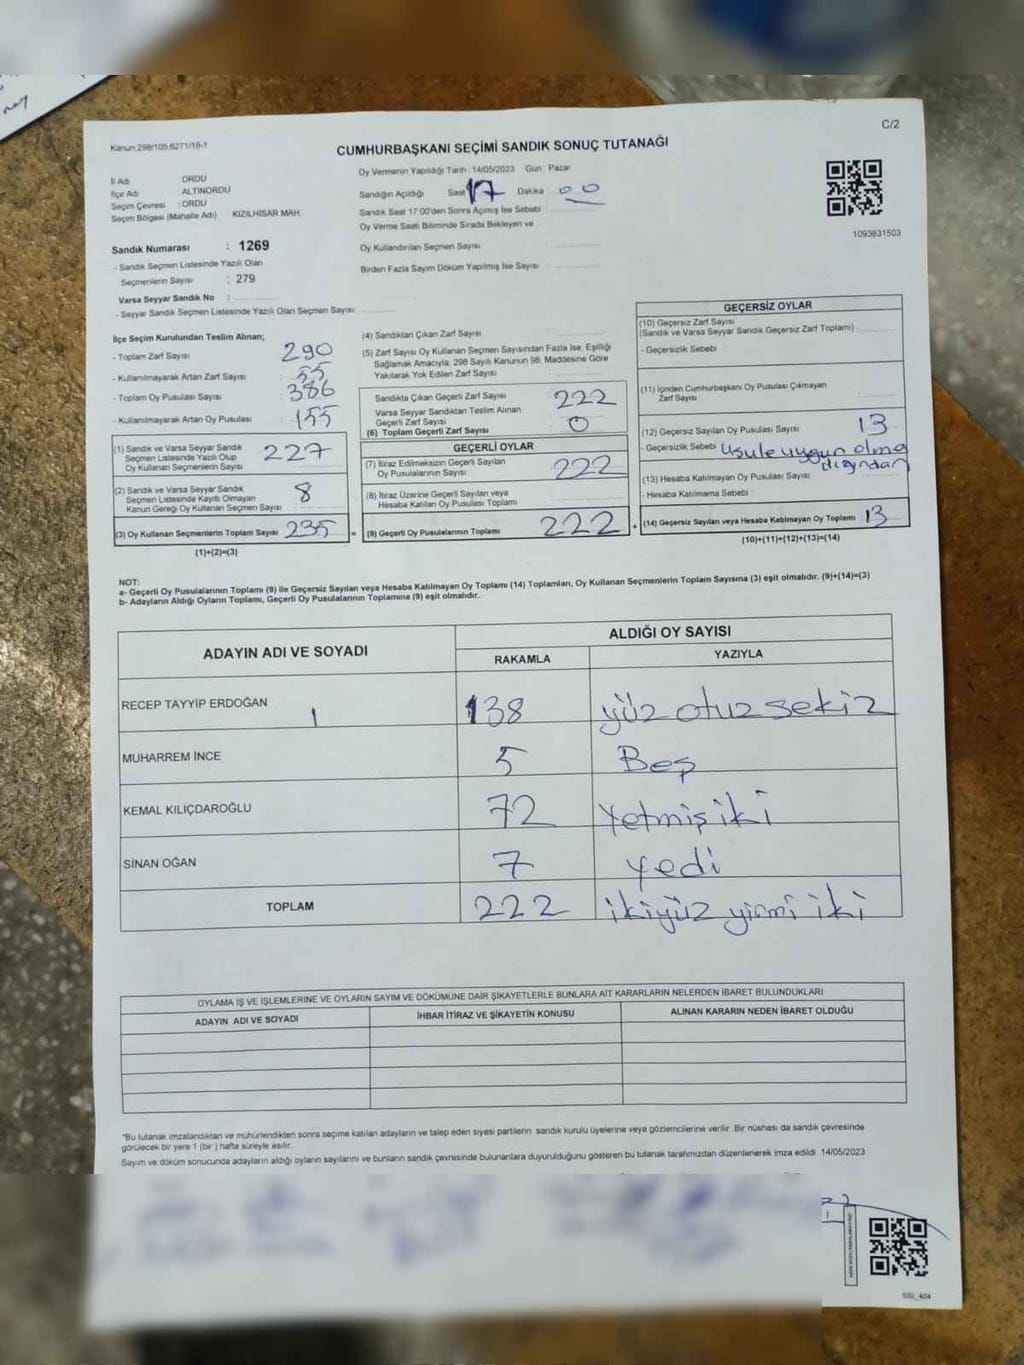 ney
C/2
Kanun,298/105,6271/18-1
CUMHURBAŞKANI SEÇİMİ SANDIK SONUÇ TUTANAĞI
İl Adı : ORDU
İlçe Adı : ALTINORDU
Seçim Çevresi : ORDU
Seçim Bölgesi (Mahalle Adı) : KIZILHİSAR MAH.
Sandık Numarası : 1269
- Sandık Seçmen Listesinde Yazılı Olan
Seçmenlerin Sayısı : 279
Varsa Seyyar Sandık No :
- Seyyar Sandık Seçmen Listesinde Yazılı Olan Seçmen Sayısı :
Oy Vermenin Yapıldığı Tarih :14/05/2023 Gün : Pazar
Sandığın Açıldığı Saat 17 Dakika 00
Sandık Saat 17:00'den Sonra Açılmış İse Sebebi :
Oy Verme Saati Bitiminde Sırada Bekleyen ve
Oy Kullandırılan Seçmen Sayısı :
Birden Fazla Sayım Döküm Yapılmış İse Sayısı :
1093631503
İlçe Seçim Kurulundan Teslim Alınan;
- Toplam Zarf Sayısı : 290
- Kullanılmayarak Artan Zarf Sayısı : 55
- Toplam Oy Pusulası Sayısı : 386
- Kullanılmayarak Artan Oy Pusulası : 155
(1) Sandık ve Varsa Seyyar Sandık
Seçmen Listesinde Yazılı Olup
Oy Kullanan Seçmenlerin Sayısı 227
(2) Sandık ve Varsa Seyyar Sandık
Seçmen Listesinde Kayıtlı Olmayan
Kanun Gereği Oy Kullanan Seçmen Sayısı 8
(3) Oy Kullanan Seçmenlerin Toplam Sayısı 235
(1)+(2)=(3)
(4) Sandıktan Çıkan Zarf Sayısı :
(5) Zarf Sayısı Oy Kullanan Seçmen Sayısından Fazla İse, Eşitliği
Sağlamak Amacıyla, 298 Sayılı Kanunun 98. Maddesine Göre
Yakılarak Yok Edilen Zarf Sayısı :
Sandıkta Çıkan Geçerli Zarf Sayısı : 222
Varsa Seyyar Sandıktan Teslim Alınan
Geçerli Zarf Sayısı : 0
(6) Toplam Geçerli Zarf Sayısı :
GEÇERLİ OYLAR
(7) İtiraz Edilmeksizin Geçerli Sayılan
Oy Pusulalarının Sayısı : 222
(8) İtiraz Üzerine Geçerli Sayılan veya
Hesaba Katılan Oy Pusulası Toplamı :
= (9) Geçerli Oy Pusulalarının Toplamı 222 +
GEÇERSİZ OYLAR
(10) Geçersiz Zarf Sayısı
(Sandık ve Varsa Seyyar Sandık Geçersiz Zarf Toplamı) :
- Geçersizlik Sebebi :
(11) İçinden Cumhurbaşkanı Oy Pusulası Çıkmayan
Zarf Sayısı :
(12) Geçersiz Sayılan Oy Pusulası Sayısı : 13
- Geçersizlik Sebebi : Usule uygun olma
dığından
(13) Hesaba Katılmayan Oy Pusulası Sayısı :
- Hesaba Katılmama Sebebi :
(14) Geçersiz Sayılan veya Hesaba Katılmayan Oy Toplamı : 13
(10)+(11)+(12)+(13)=(14)
NOT:
a- Geçerli Oy Pusulalarının Toplamı (9) ile Geçersiz Sayılan veya Hesaba Katılmayan Oy Toplamı (14) Toplamları, Oy Kullanan Seçmenlerin Toplam Sayısına (3) eşit olmalıdır. (9)+(14)=(3)
b- Adayların Aldığı Oyların Toplamı, Geçerli Oy Pusulalarının Toplamına (9) eşit olmalıdır.
ADAYIN ADI VE SOYADI
ALDIĞI OY SAYISI
RAKAMLA YAZIYLA
RECEP TAYYİP ERDOĞAN 138 yüz otuz sekiz
MUHARREM İNCE 5 Beş
KEMAL KILIÇDAROĞLU 72 Yetmiş iki
SİNAN OĞAN 7 Yedi
TOPLAM 222 ikiyüz yirmi iki
OYLAMA İŞ VE İŞLEMLERİNE VE OYLARIN SAYIM VE DÖKÜMÜNE DAİR ŞİKAYETLERLE BUNLARA AİT KARARLARIN NELERDEN İBARET BULUNDUKLARI
ADAYIN ADI VE SOYADI İHBAR İTİRAZ VE ŞİKAYETİN KONUSU ALINAN KARARIN NEDEN İBARET OLDUĞU
*Bu tutanak imzalandıktan ve mühürlendikten sonra seçime katılan adayların ve talep eden siyasi partilerin sandık kurulu üyelerine veya gözlemcilerine verilir. Bir nüshası da sandık çevresinde
görülecek bir yere 1 (bir ) hafta süreyle asılır.
Sayım ve döküm sonucunda adayların aldığı oyların sayılarını ve bunların sandık çevresinde bulunanlara duyurulduğunu gösteren bu tutanak tarafımızdan düzenlenerek imza edildi. 14/05/2023
SSI_404